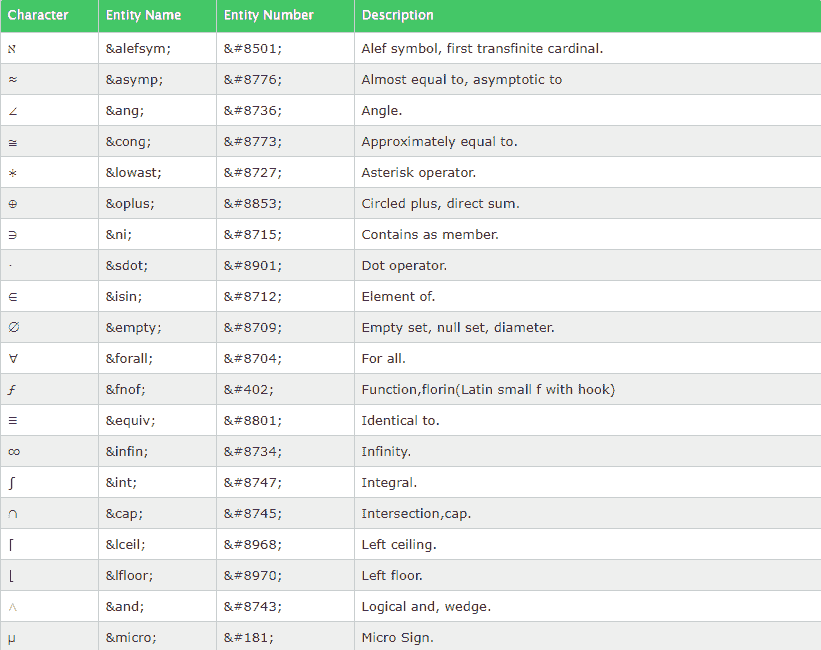 Character Entity Name Entity Number Description
ℵ &alefsym; &#8501; Alef symbol, first transfinite cardinal.
≈ &asymp; &#8776; Almost equal to, asymptotic to
∠ &ang; &#8736; Angle.
≅ &cong; &#8773; Approximately equal to.
∗ &lowast; &#8727; Asterisk operator.
⊕ &oplus; &#8853; Circled plus, direct sum.
∋ &ni; &#8715; Contains as member.
⋅ &sdot; &#8901; Dot operator.
∈ &isin; &#8712; Element of.
∅ &empty; &#8709; Empty set, null set, diameter.
∀ &forall; &#8704; For all.
ƒ &fnof; &#402; Function,florin(Latin small f with hook)
≡ &equiv; &#8801; Identical to.
∞ &infin; &#8734; Infinity.
∫ &int; &#8747; Integral.
∩ &cap; &#8745; Intersection,cap.
⌈ &lceil; &#8968; Left ceiling.
⌊ &lfloor; &#8970; Left floor.
∧ &and; &#8743; Logical and, wedge.
µ &micro; &#181; Micro Sign.